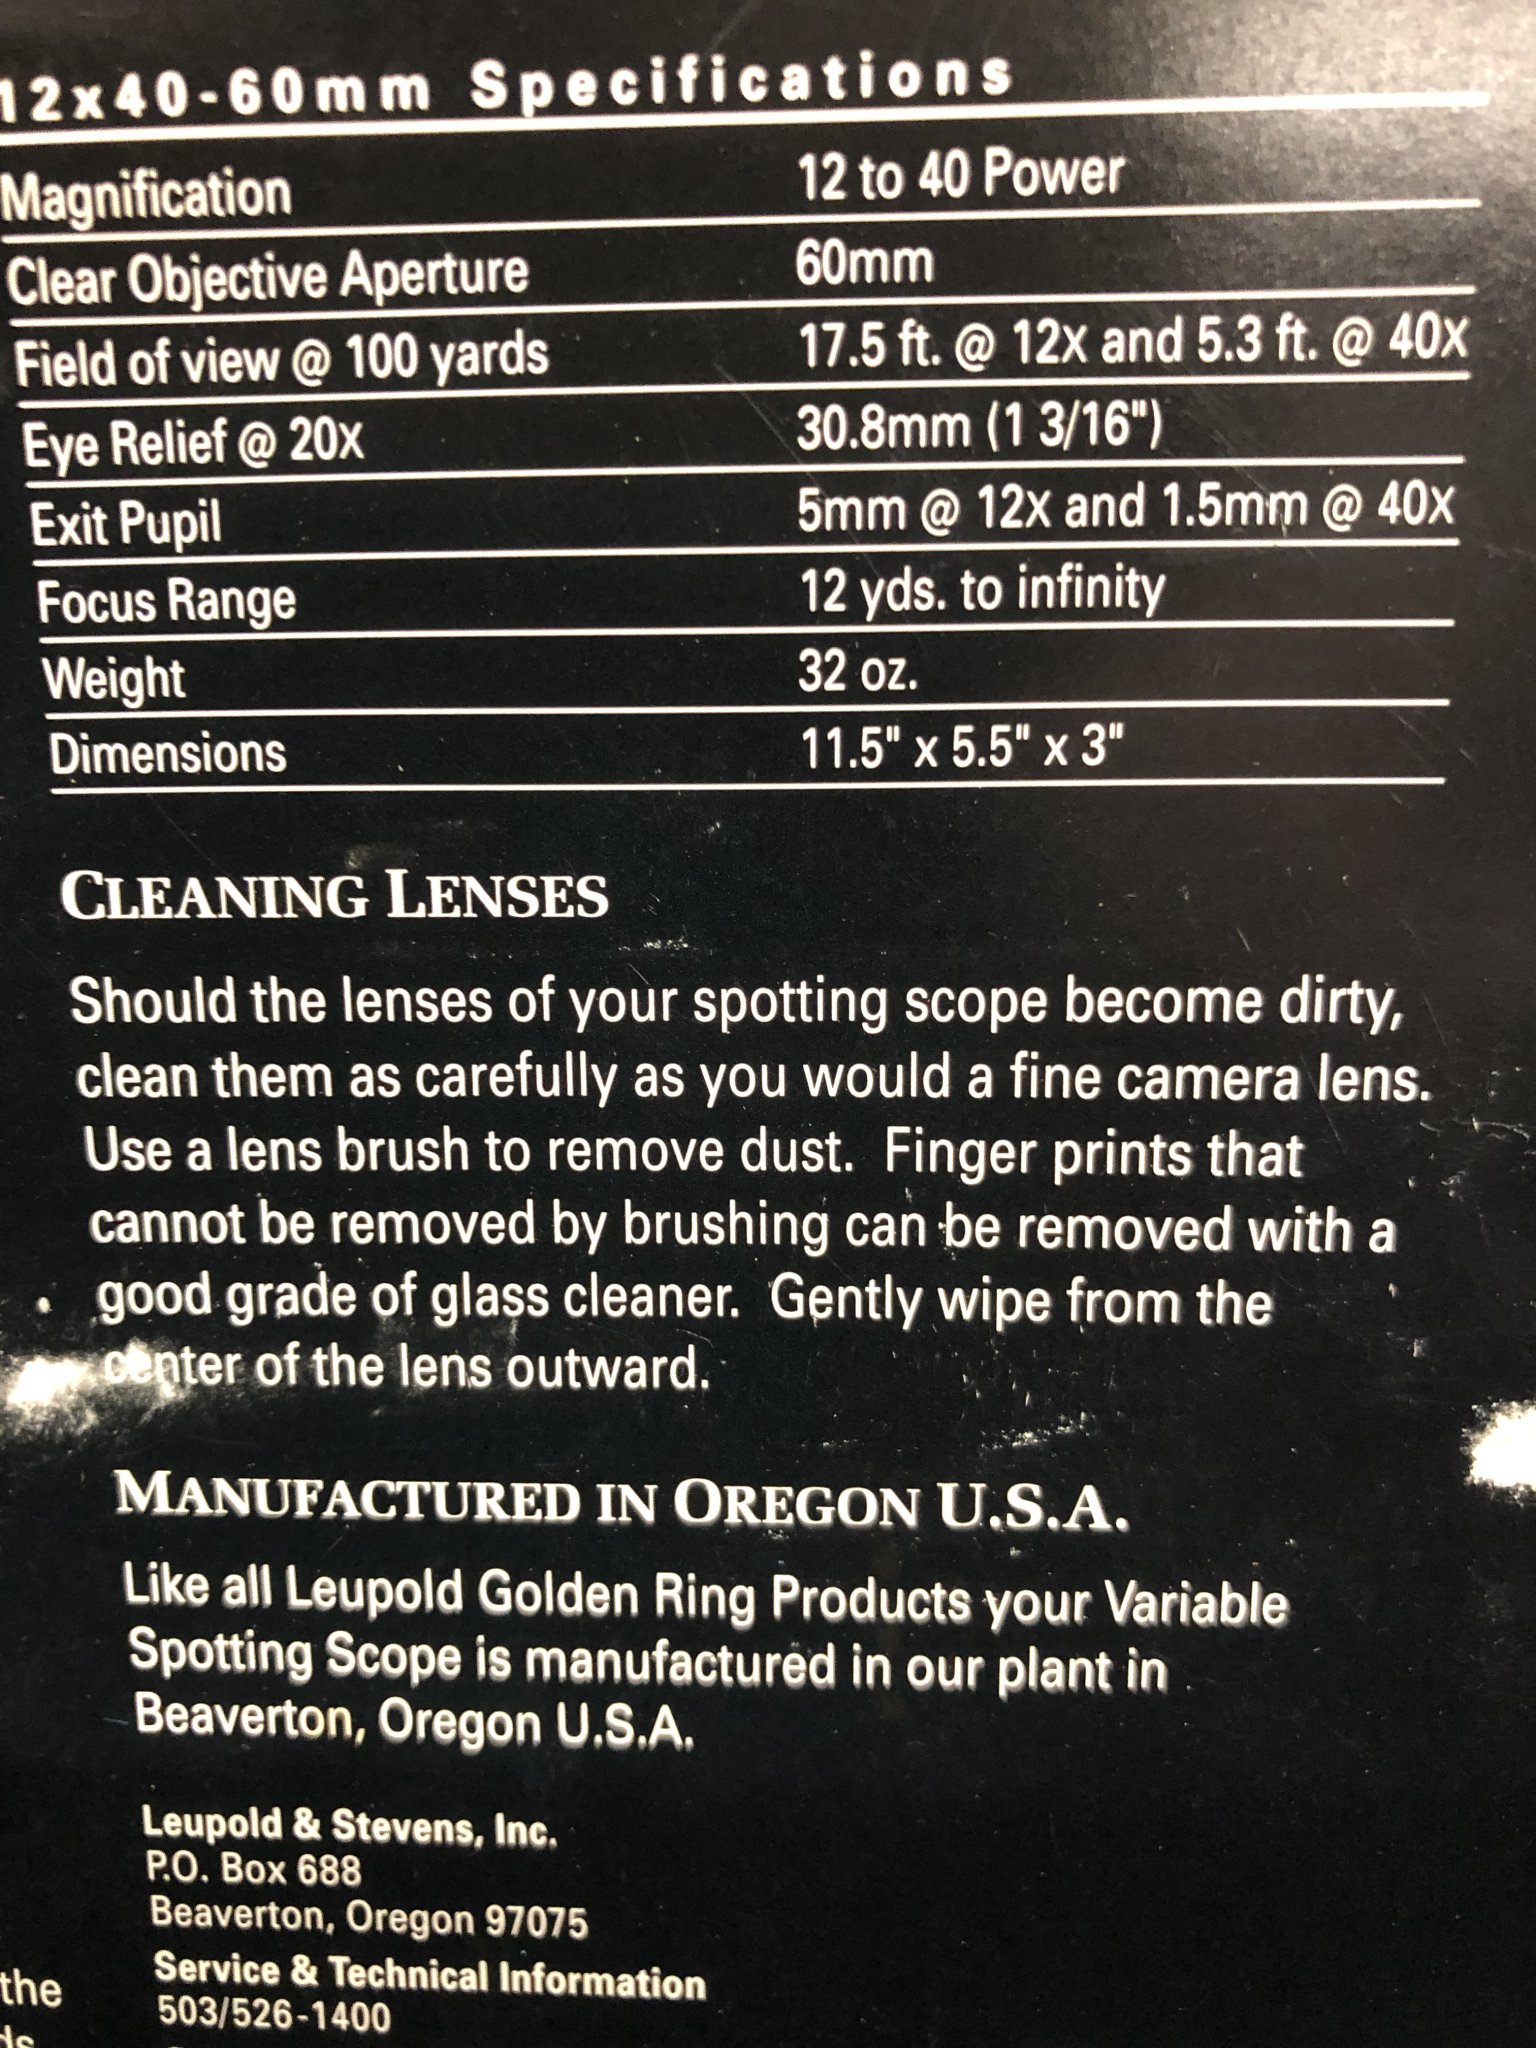 12x40-60mm Specifications
Magnification 12 to 40 Power
Clear Objective Aperture 60mm
Field of view @ 100 yards 17.5 ft. @ 12x and 5.3 ft. @ 40x
Eye Relief @ 20x 30.8mm (1 3/16")
Exit Pupil 5mm @ 12x and 1.5mm @ 40x
Focus Range 12 yds. to infinity
Weight 32 oz.
Dimensions 11.5" x 5.5" x 3"
CLEANING LENSES
Should the lenses of your spotting scope become dirty,
clean them as carefully as you would a fine camera lens.
Use a lens brush to remove dust. Finger prints that
cannot be removed by brushing can be removed with a
good grade of glass cleaner. Gently wipe from the
center of the lens outward.
MANUFACTURED IN OREGON U.S.A.
Like all Leupold Golden Ring Products your Variable
Spotting Scope is manufactured in our plant in
Beaverton, Oregon U.S.A.
Leupold & Stevens, Inc.
P.O. Box 688
Beaverton, Oregon 97075
Service & Technical Information
503/526-1400
the